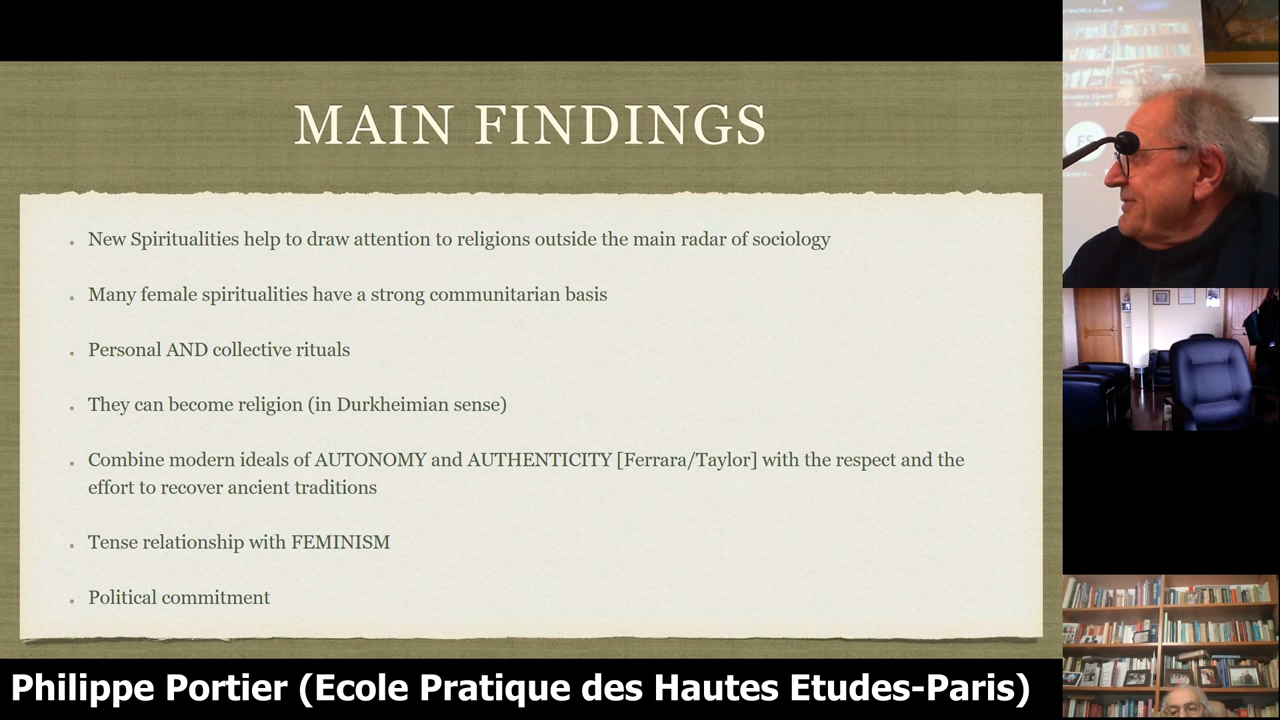 MAIN FINDINGS
New Spiritualities help to draw attention to religions outside the main radar of sociology
Many female spiritualities have a strong communitarian basis
Personal AND collective rituals
They can become religion (in Durkheimian sense)
Combine modern ideals of AUTONOMY and AUTHENTICITY [Ferrara/Taylor] with the respect and the
effort to recover ancient traditions
Tense relationship with FEMINISM
Political commitment
Philippe Portier (Ecole Pratique des Hautes Etudes-Paris)
ES